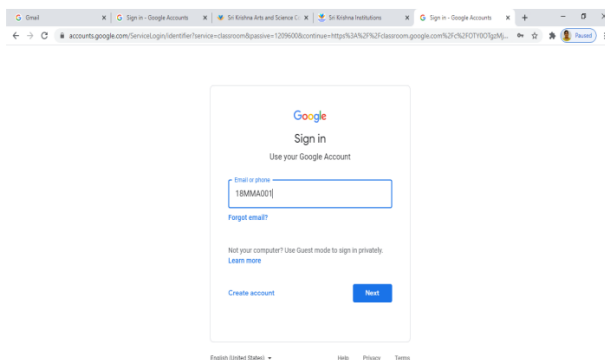 Gmail
Sign in - Google Accounts
Sri Krishna Arts and Science C
Sri Krishna Institutions
Sign in - Google Accounts
accounts.google.com/ServiceLogin/identifier?service=classroom&passive=1209600&continue=https%3A%2F%2Fclassroom.google.com%2Fc%2FOTY0OTgzMj...
Paused
Google
Sign in
Use your Google Account
Email or phone
18MMA001
Forgot email?
Not your computer? Use Guest mode to sign in privately.
Learn more
Create account
Next
English (United States)
Help Privacy Terms